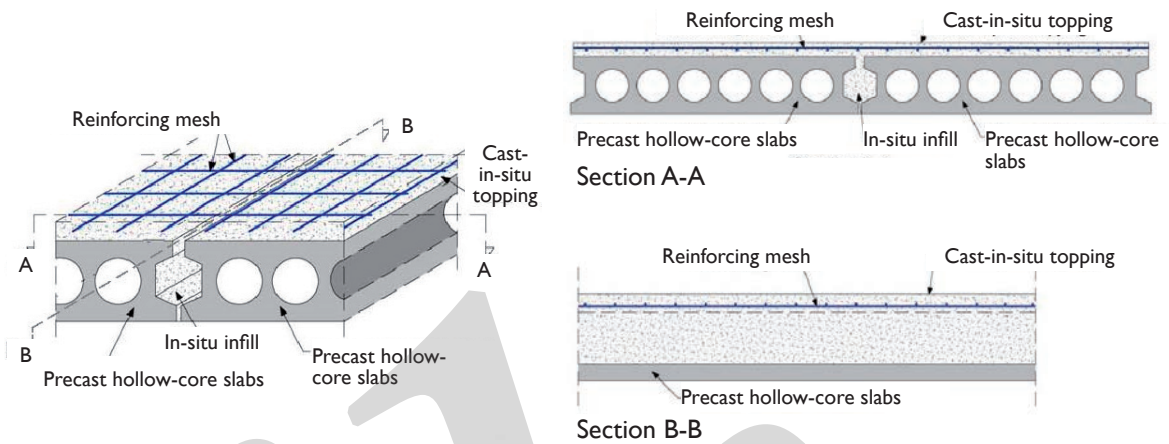 Reinforcing mesh
B
Cast-
in-situ
topping
A
A
B
In-situ infill
Precast hollow-core slabs
Precast hollow-
core slabs
Reinforcing mesh
Cast-in-situ topping
Precast hollow-core slabs
In-situ infill
Precast hollow-core
slabs
Section A-A
Reinforcing mesh
Cast-in-situ topping
Precast hollow-core slabs
Section B-B